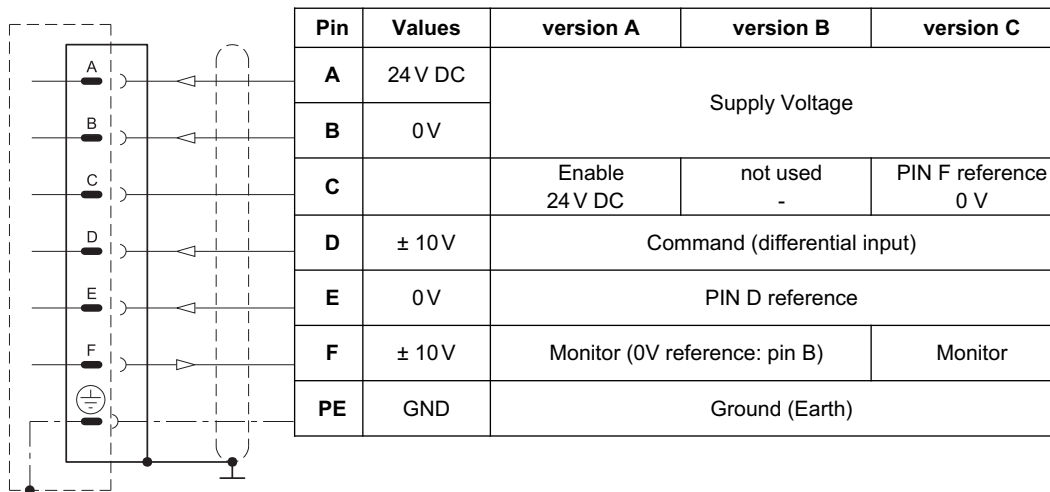 Pin Values version A version B version C
A 24 V DC Supply Voltage
B 0 V
C Enable 24 V DC not used - PIN F reference 0 V
D ± 10 V Command (differential input)
E 0 V PIN D reference
F ± 10 V Monitor (0V reference: pin B) Monitor
PE GND Ground (Earth)
A
B
C
D
E
F